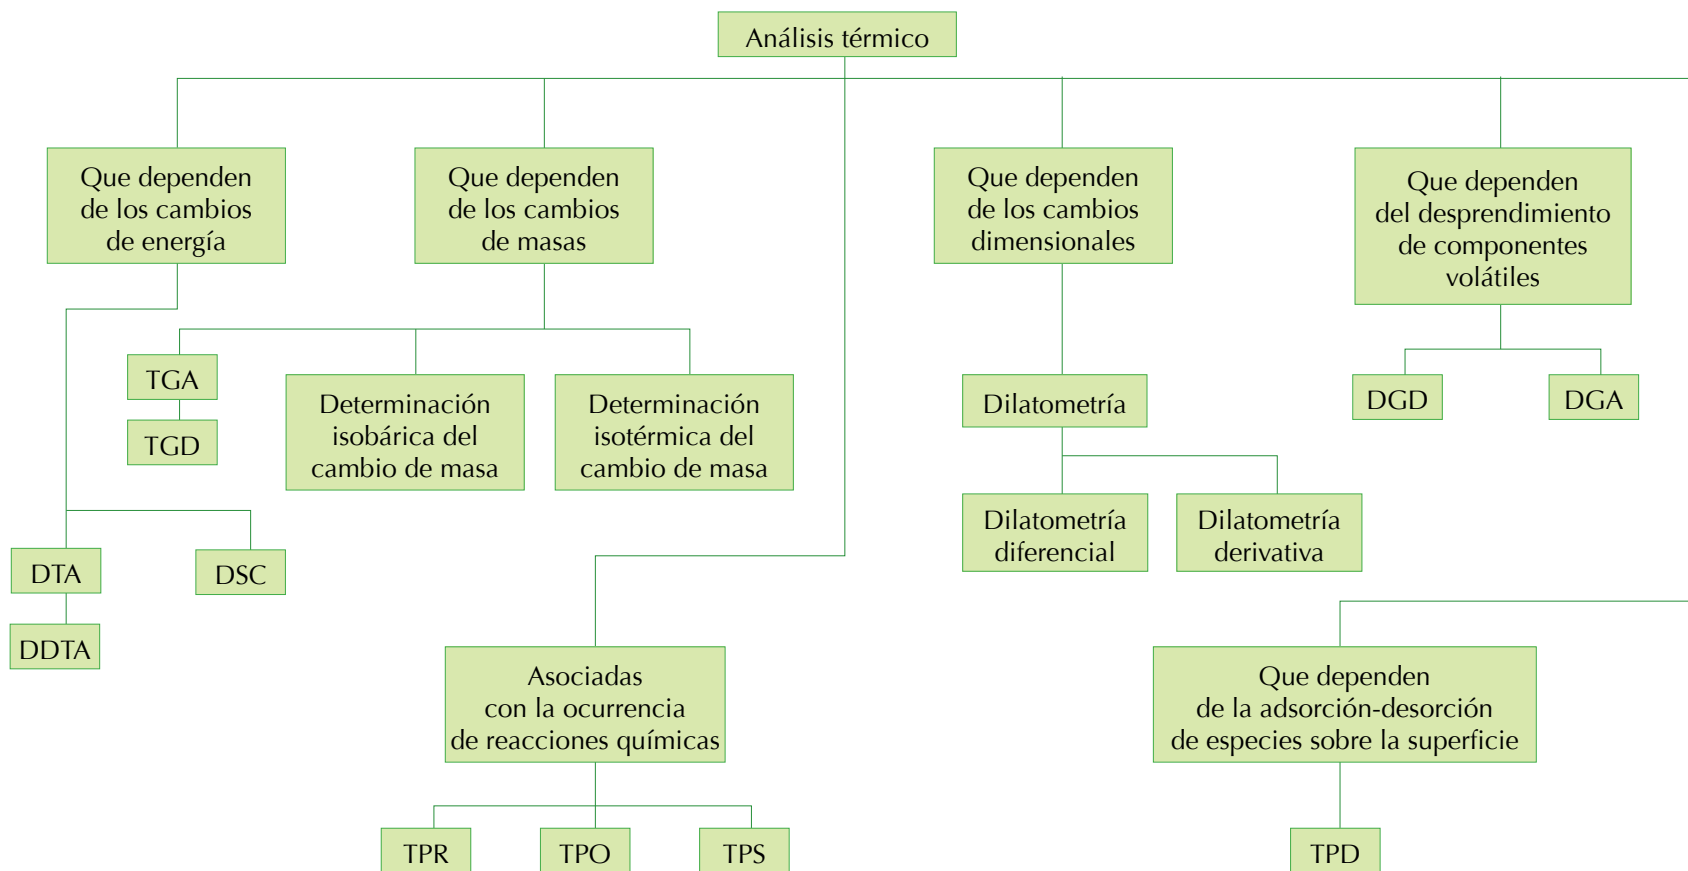 Análisis térmico
Que dependen
de los cambios
de energía
Que dependen
de los cambios
de masas
Que dependen
de los cambios
dimensionales
Que dependen
del desprendimiento
de componentes
volátiles
TGA
TGD
Determinación
isobárica del
cambio de masa
Determinación
isotérmica del
cambio de masa
Dilatometría
DGD
DGA
Dilatometría
diferencial
Dilatometría
derivativa
DTA
DSC
DDTA
Asociadas
con la ocurrencia
de reacciones químicas
Que dependen
de la adsorción-desorción
de especies sobre la superficie
TPR
TPO
TPS
TPD